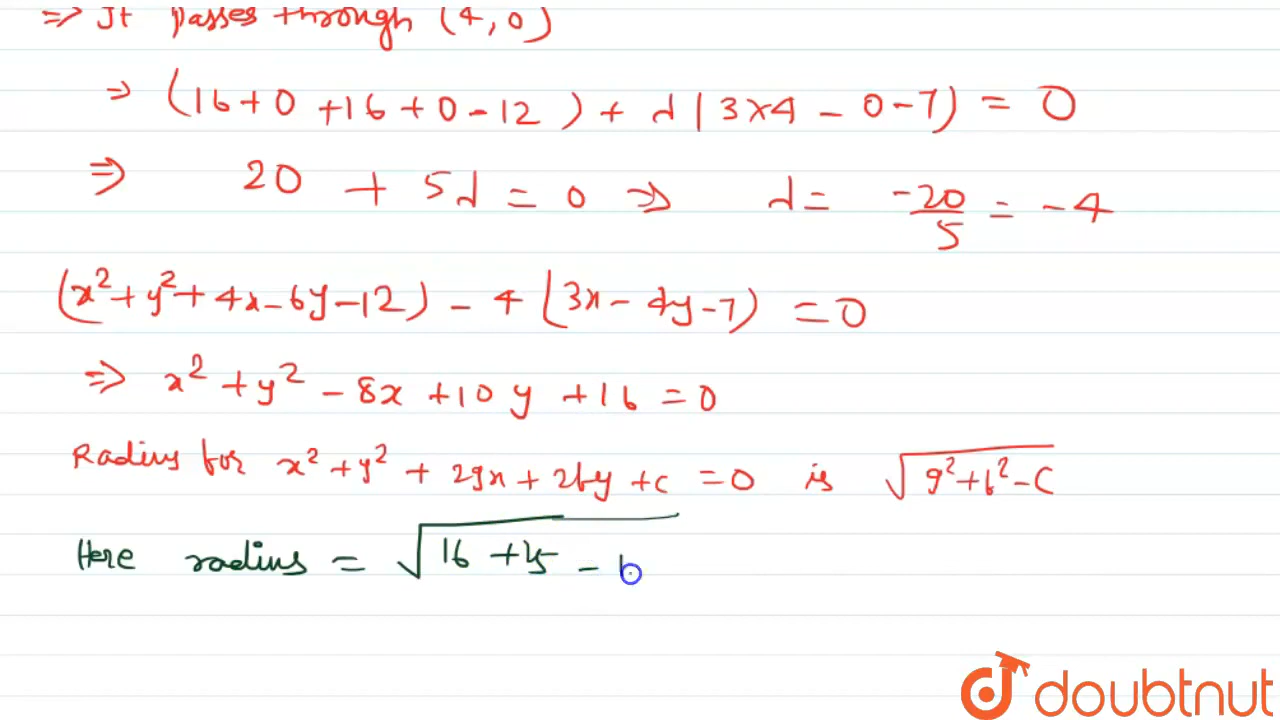 ⇒ It passes through (4,0)
⇒ (16+0+16+0-12) + λ(3×4 - 0-7) = 0
⇒ 20 + 5λ = 0 ⇒ λ = -20/5 = -4
(x²+y²+4x-6y-12) - 4(3x-4y-7) = 0
⇒ x²+y²-8x+10y+16=0
Radius for x²+y²+2gx+2fy+c=0 is √(g²+f²-c)
Here radius = √(16+25-
doubtnut